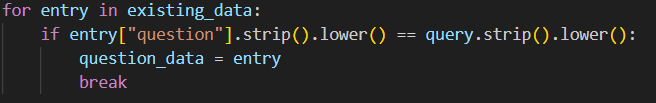 for entry in existing_data:
    if entry["question"].strip().lower() == query.strip().lower():
        question_data = entry
        break